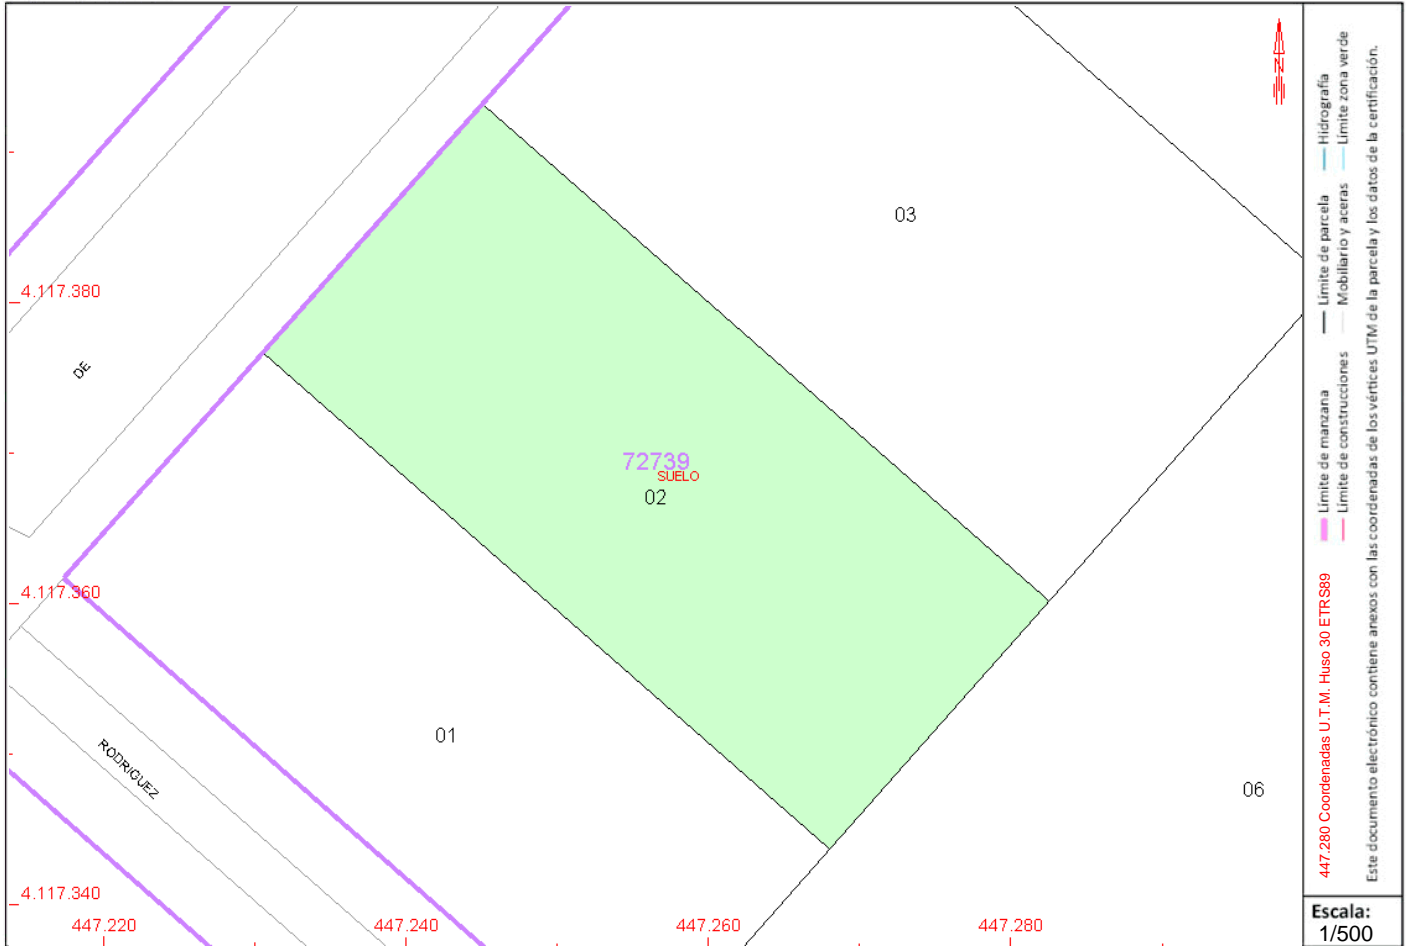 N
03
4.117.380
DE
72739
SUELO
02
4.117.360
01
RODRIGUEZ
06
4.117.340
447.220
447.240
447.260
447.280
447.280 Coordenadas U.T.M. Huso 30 ETRS89
Límite de manzana
Límite de parcela
Hidrografía
Límite de construcciones
Mobiliario y aceras
Límite zona verde
Este documento electrónico contiene anexos con las coordenadas de los vértices UTM de la parcela y los datos de la certificación.
Escala:
1/500